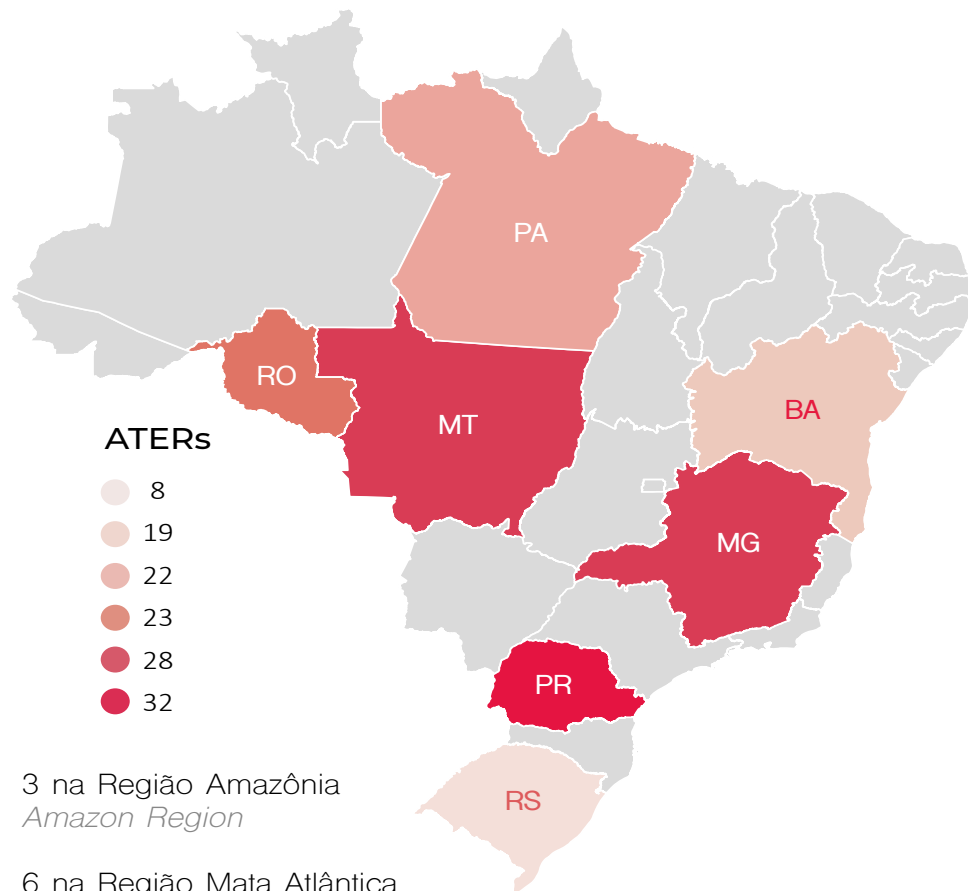 PA
RO
MT
BA
ATERs
8
19
22
23
28
32
MG
PR
RS
3 na Região Amazônia
Amazon Region
6 na Região Mata Atlântica